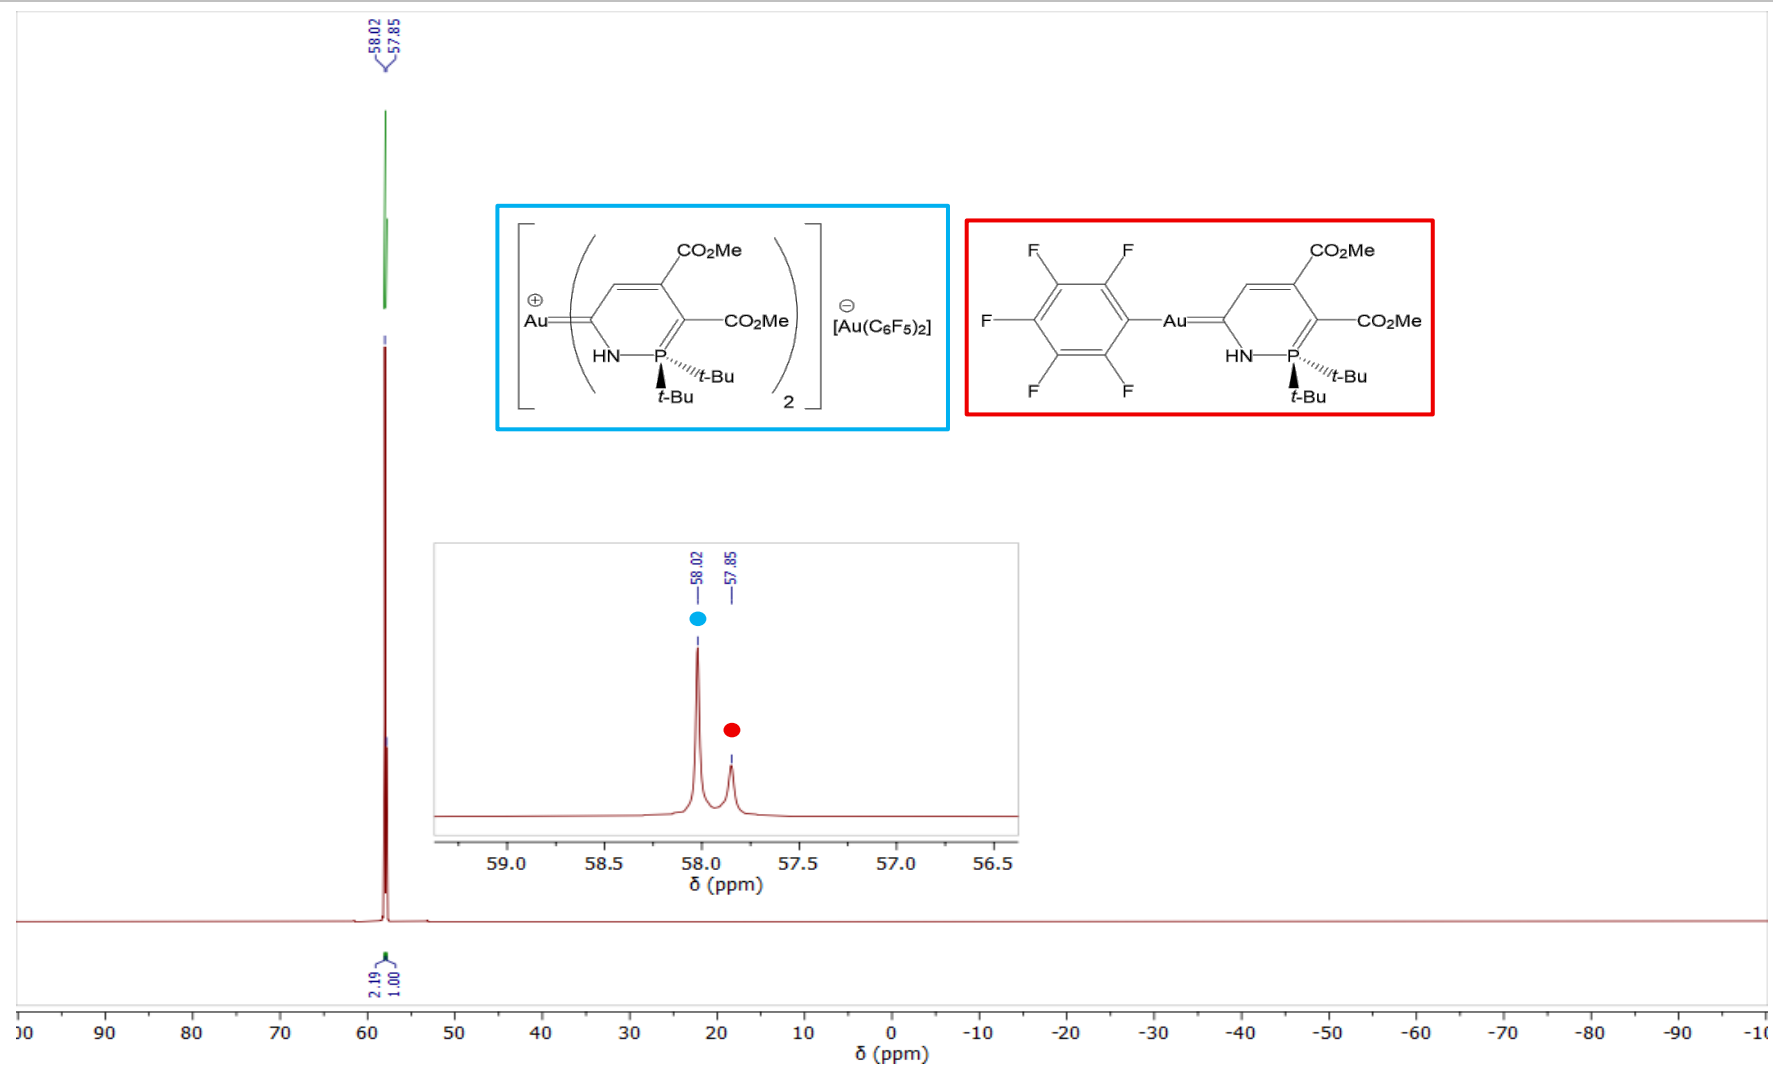 58.02
57.85
CO2Me
CO2Me
⊕
Au
HN
P
t-Bu
t-Bu
2
⊖
[Au(C6F5)2]
F
F
F
F
F
Au
CO2Me
CO2Me
HN
P
t-Bu
t-Bu
58.02
57.85
59.0 58.5 58.0 57.5 57.0 56.5
δ (ppm)
2.19
1.00
00 90 80 70 60 50 40 30 20 10 0 -10 -20 -30 -40 -50 -60 -70 -80 -90 -10
δ (ppm)